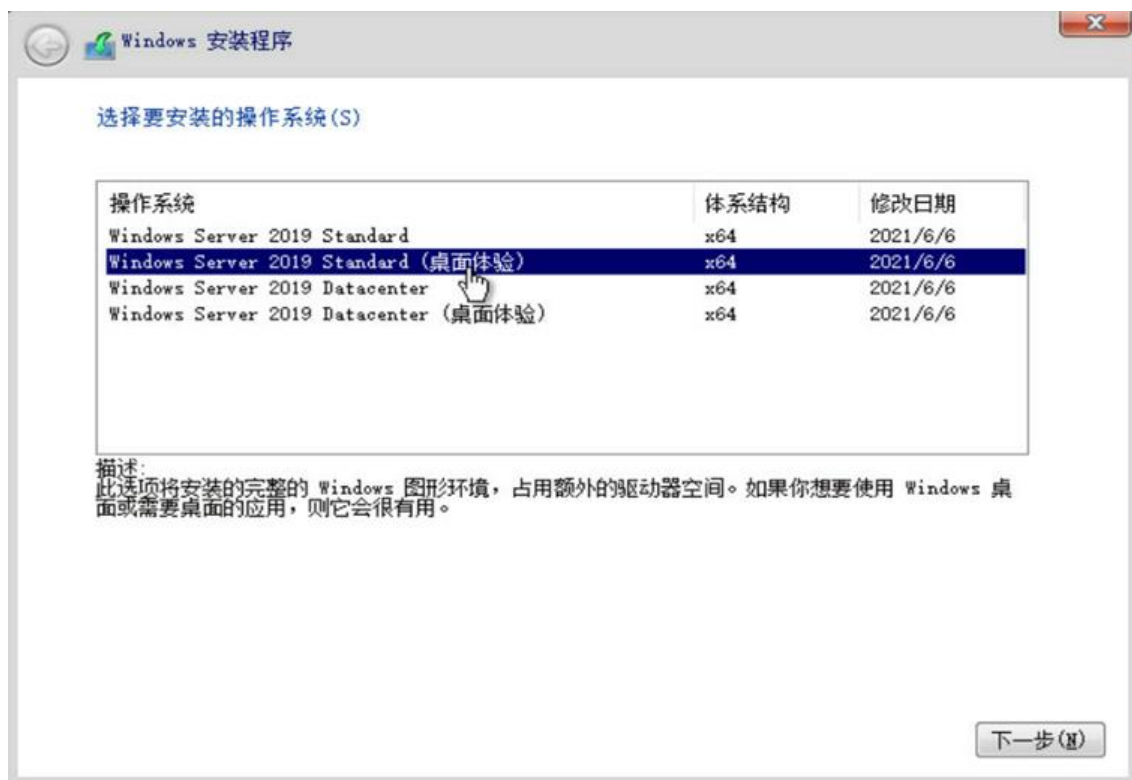 Windows 安装程序
选择要安装的操作系统(S)
操作系统 体系结构 修改日期
Windows Server 2019 Standard x64 2021/6/6
Windows Server 2019 Standard (桌面体验) x64 2021/6/6
Windows Server 2019 Datacenter x64 2021/6/6
Windows Server 2019 Datacenter (桌面体验) x64 2021/6/6
描述:
此选项将安装的完整的 Windows 图形环境，占用额外的驱动器空间。如果你想要使用 Windows 桌
面或需要桌面的应用，则它会很有用。
下一步(N)